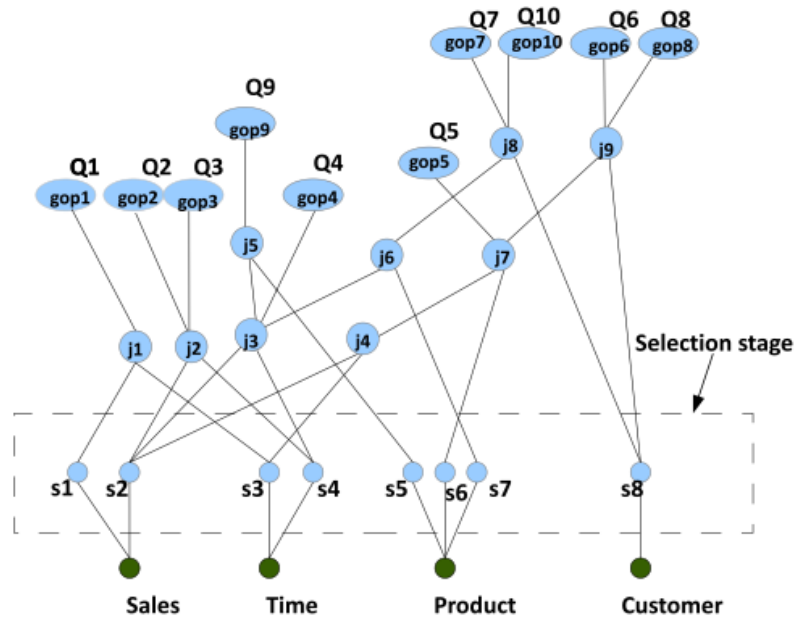 Q7 Q10 Q6 Q8
gop7 gop10 gop6 gop8
Q9
gop9
Q5
gop5
j8 j9
Q1 Q2 Q3 Q4
gop1 gop2 gop3 gop4
j5 j6 j7
j1 j2 j3 j4
Selection stage
s1 s2 s3 s4 s5 s6 s7 s8
Sales Time Product Customer